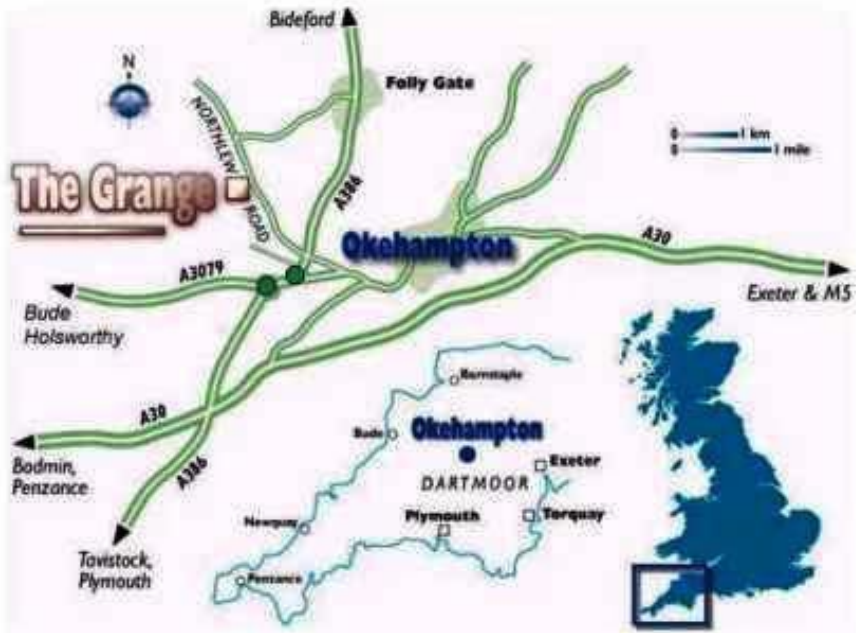 Bideford
N
Folly Gate
NORTHLEW
ROAD
0 1 km
0 1 mile
The Grange
A386
Okehampton
A30
A3079
Exeter & M5
Bude
Holsworthy
A30
Bodmin,
Penzance
A386
Tavistock,
Plymouth
Barnstaple
Bude
Okehampton
Exeter
DARTMOOR
Newquay
Plymouth
Torquay
Penzance